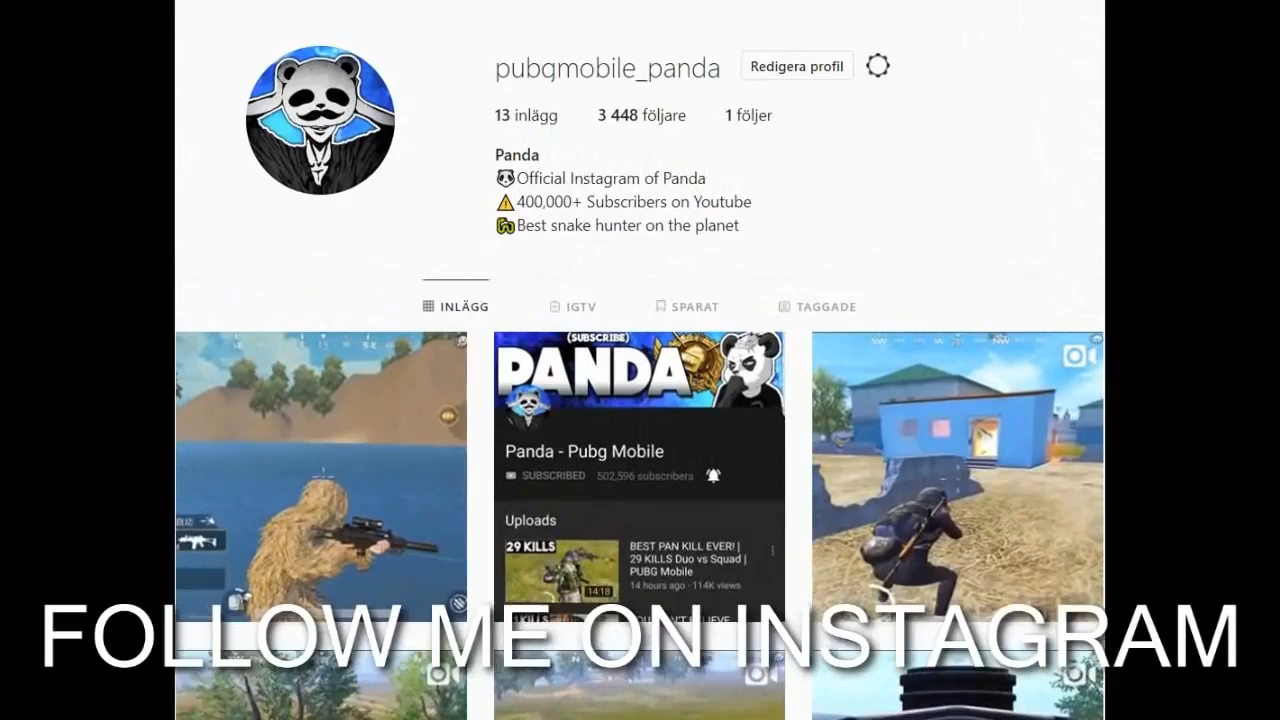 pubgmobile_panda
Redigera profil
13 inlägg 3 448 följare 1 följer
Panda
Official Instagram of Panda
400,000+ Subscribers on Youtube
Best snake hunter on the planet
INLÄGG IGTV SPARAT TAGGADE
(SUBSCRIBE)
PANDA
Panda - Pubg Mobile
SUBSCRIBED 502,596 subscribers
Uploads
29 KILLS
14:18
BEST PAN KILL EVER! |
29 KILLS Duo vs Squad |
PUBG Mobile
14 hours ago · 114K views
FOLLOW ME ON INSTAGRAM